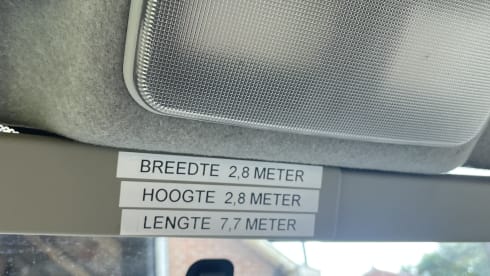 BREEDTE 2,8 METER
HOOGTE 2,8 METER
LENGTE 7,7 METER